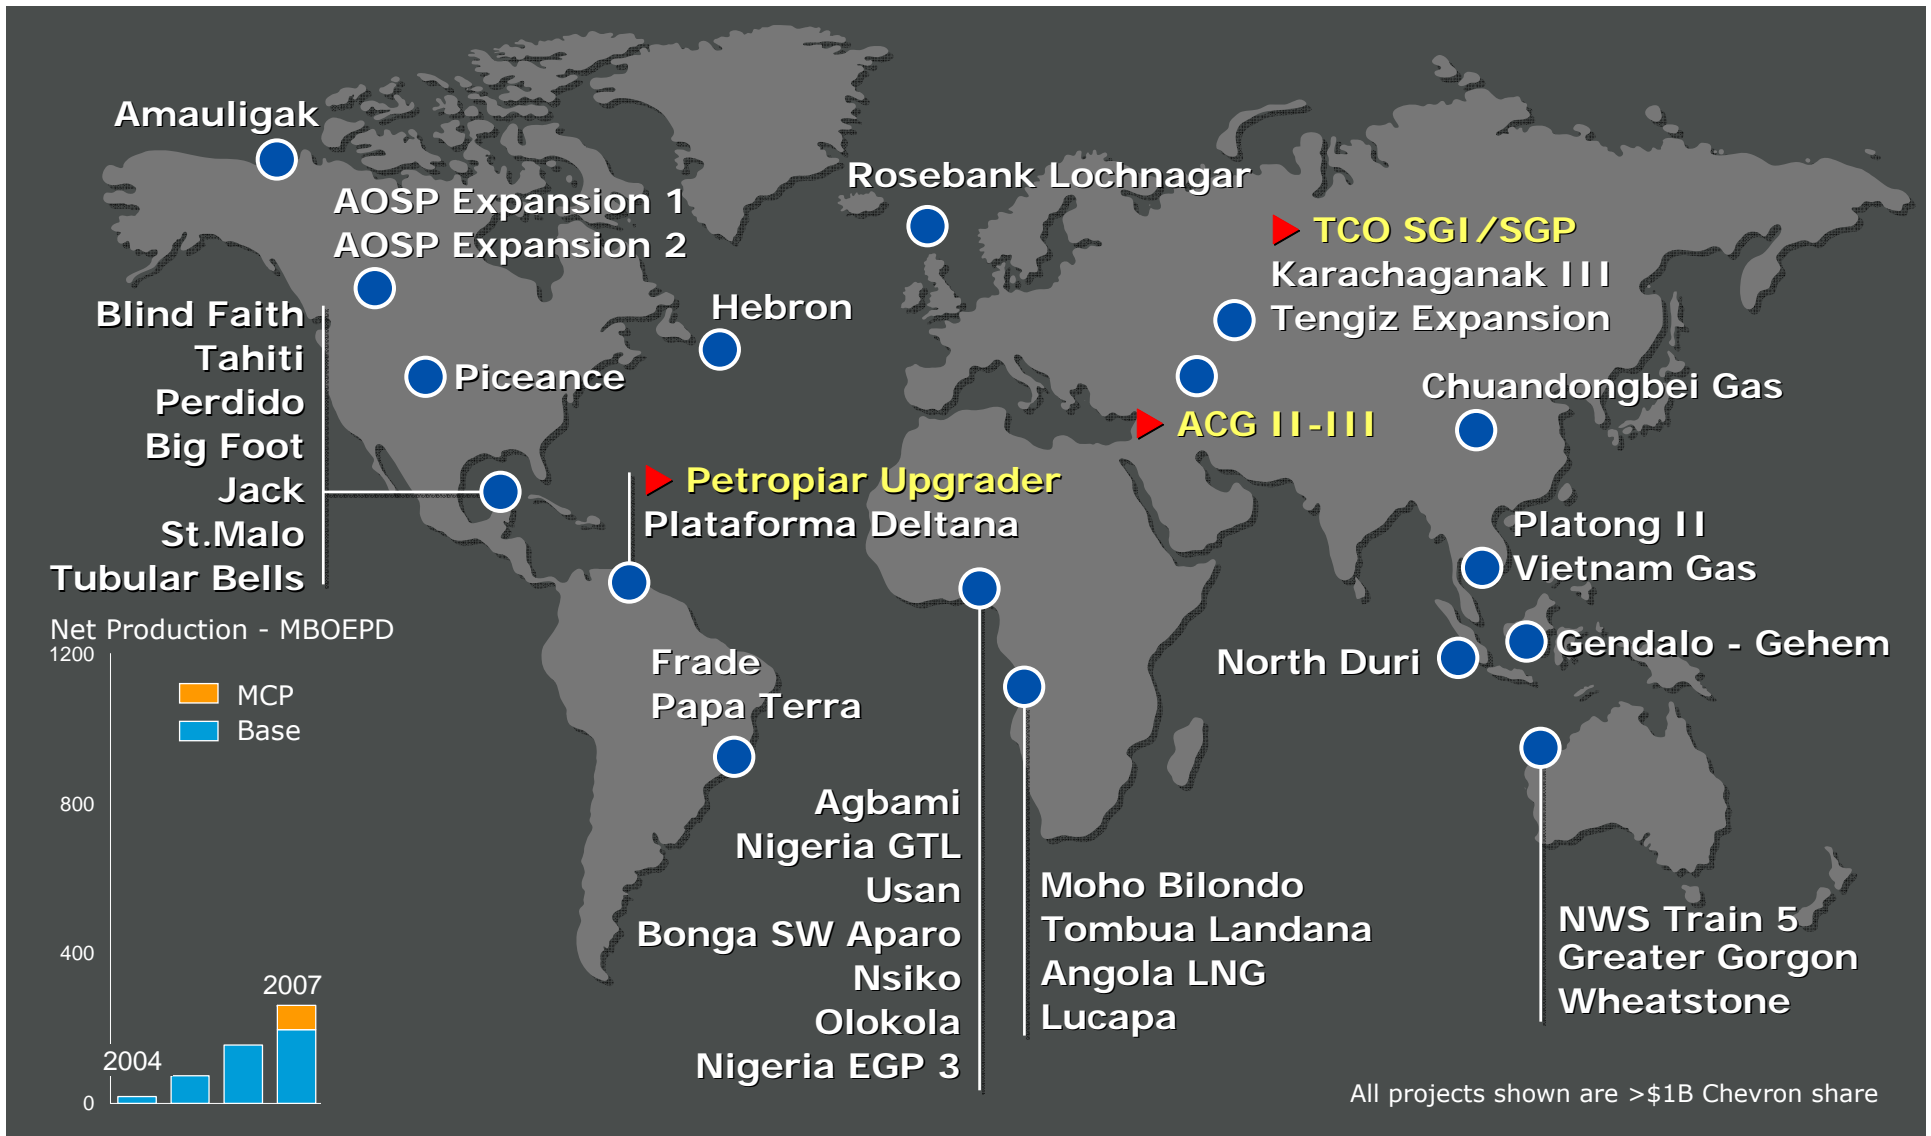 Amauligak
AOSP Expansion 1
AOSP Expansion 2
Rosebank Lochnagar
TCO SGI/SGP
Karachaganak III
Tengiz Expansion
Blind Faith
Tahiti
Perdido
Big Foot
Jack
St.Malo
Tubular Bells
Hebron
Piceance
Chuandongbei Gas
ACG II-III
Petropiar Upgrader
Plataforma Deltana
Platong II
Vietnam Gas
Net Production - MBOEPD
1200
800
400
0
MCP
Base
2004
2007
Frade
Papa Terra
North Duri
Gendalo - Gehem
Agbami
Nigeria GTL
Usan
Bonga SW Aparo
Nsiko
Olokola
Nigeria EGP 3
Moho Bilondo
Tombua Landana
Angola LNG
Lucapa
NWS Train 5
Greater Gorgon
Wheatstone
All projects shown are >$1B Chevron share